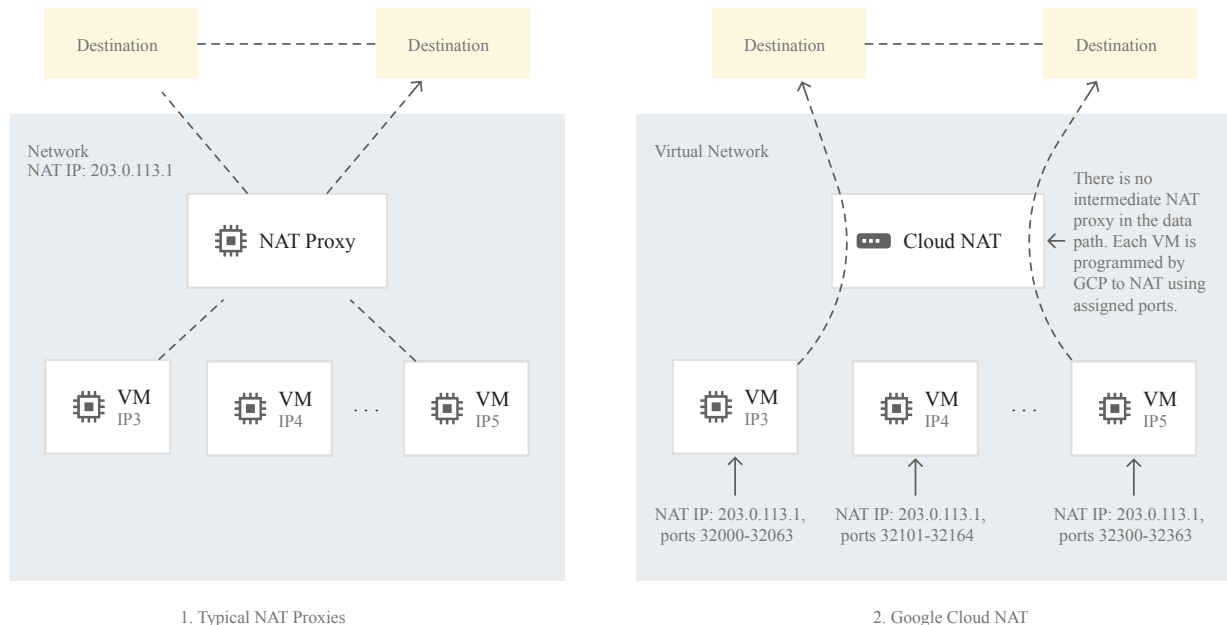 Destination
Destination
Network
NAT IP: 203.0.113.1
NAT Proxy
VM
IP3
VM
IP4
. . .
VM
IP5
1. Typical NAT Proxies
Destination
Destination
Virtual Network
Cloud NAT
There is no
intermediate NAT
proxy in the data
path. Each VM is
programmed by
GCP to NAT using
assigned ports.
VM
IP3
VM
IP4
. . .
VM
IP5
NAT IP: 203.0.113.1,
ports 32000-32063
NAT IP: 203.0.113.1,
ports 32101-32164
NAT IP: 203.0.113.1,
ports 32300-32363
2. Google Cloud NAT